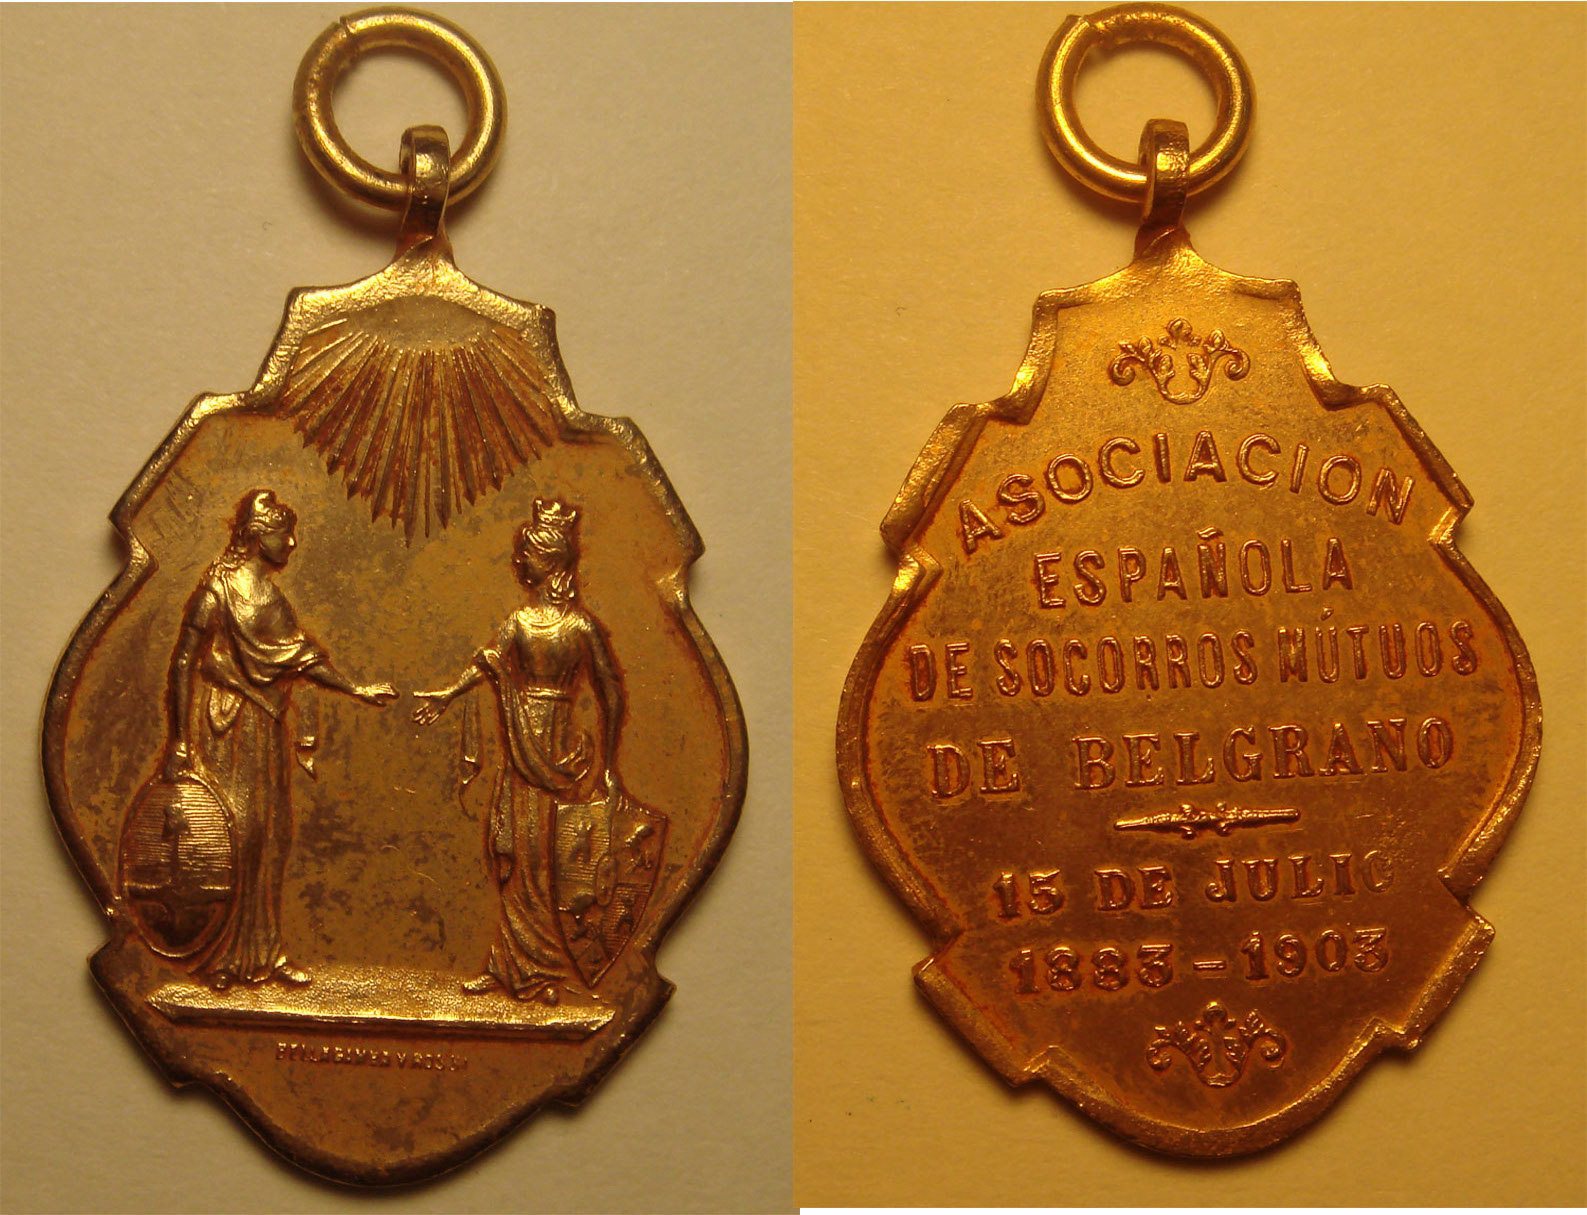 ASOCIACION
ESPAÑOLA
DE SOCORROS MÚTUOS
DE BELGRANO
15 DE JULIO
1883-1903